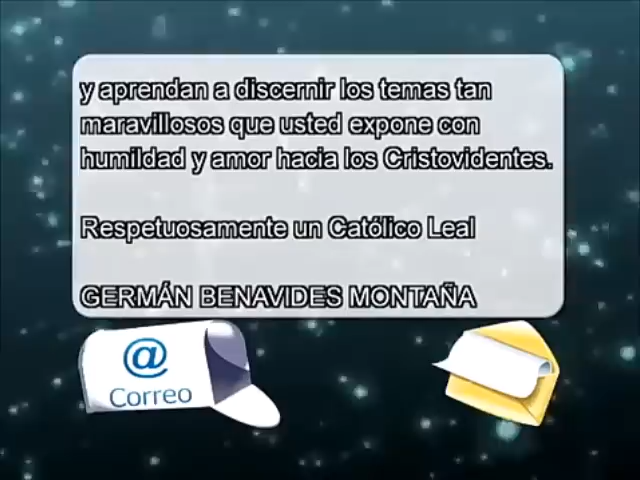 y aprendan a discernir los temas tan
maravillosos que usted expone con
humildad y amor hacia los Cristovidentes.
Respetuosamente un Católico Leal
GERMÁN BENAVIDES MONTAÑA
@
Correo